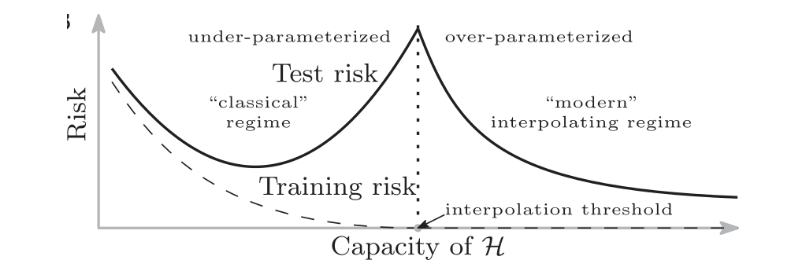 under-parameterized
over-parameterized
Test risk
"classical"
regime
"modern"
interpolating regime
Risk
Training risk
interpolation threshold
Capacity of ℋ